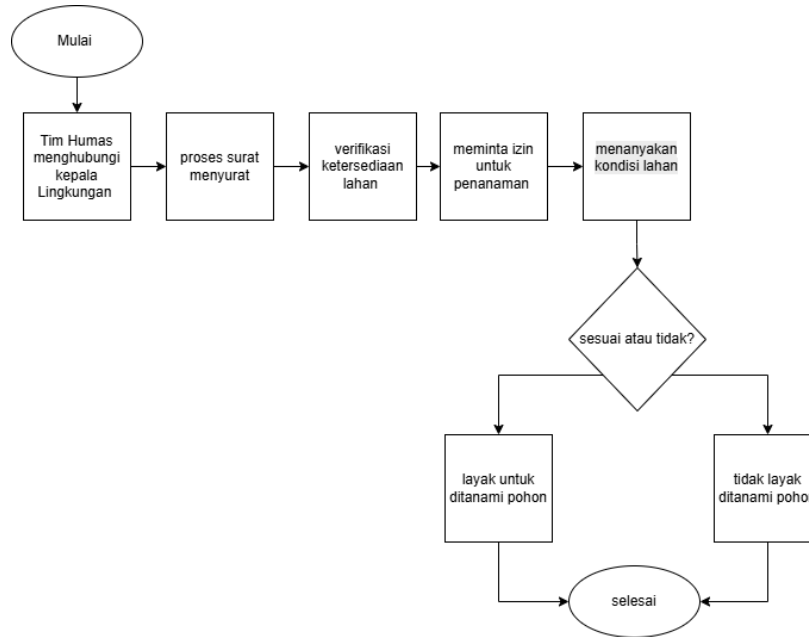 Mulai
Tim Humas
menghubungi
kepala
Lingkungan
proses surat
menyurat
verifikasi
ketersediaan
lahan
meminta izin
untuk
penanaman
menanyakan
kondisi lahan
sesuai atau tidak?
layak untuk
ditanami pohon
tidak layak
ditanami pohon
selesai